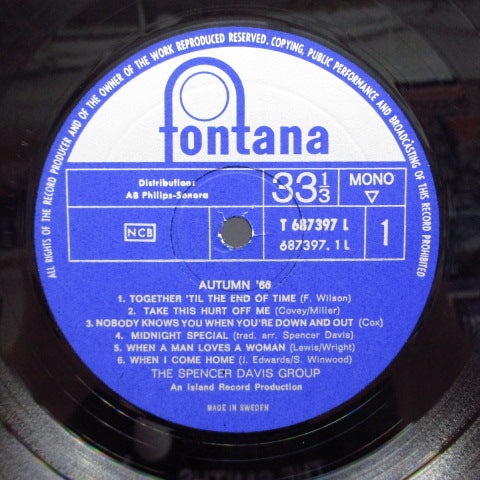 ALL RIGHTS OF THE RECORD PRODUCER AND OF THE OWNER OF THE WORK REPRODUCED RESERVED. COPYING, PUBLIC PERFORMANCE AND BROADCASTING OF THIS RECORD PROHIBITED
fontana
Distribution:
AB Philips-Sonora
33 1/3
MONO
NCB
T 687397 L
687397. 1 L
1
AUTUMN '66
1. TOGETHER 'TIL THE END OF TIME (F. Wilson)
2. TAKE THIS HURT OFF ME (Covey/Miller)
3. NOBODY KNOWS YOU WHEN YOU'RE DOWN AND OUT (Cox)
4. MIDNIGHT SPECIAL (trad. arr. Spencer Davis)
5. WHEN A MAN LOVES A WOMAN (Lewis/Wright)
6. WHEN I COME HOME (J. Edwards/S. Winwood)
THE SPENCER DAVIS GROUP
An Island Record Production
MADE IN SWEDEN